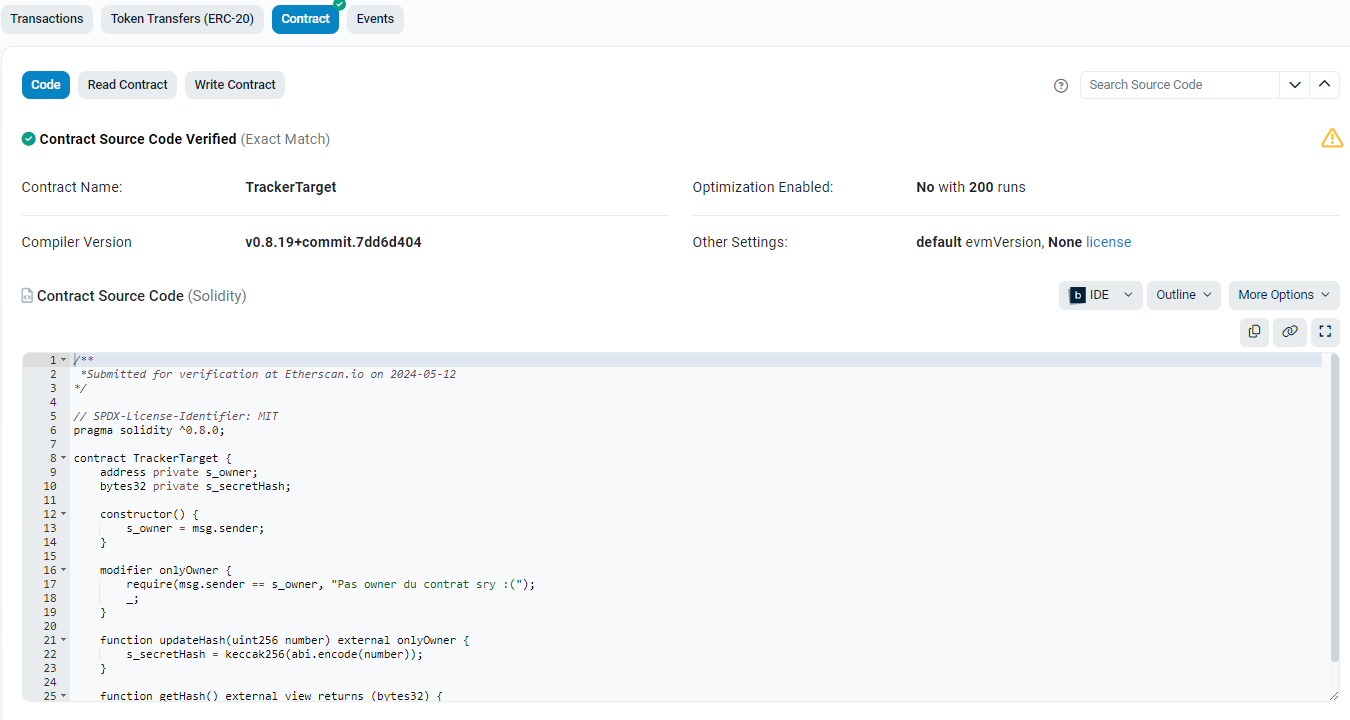 Transactions
Token Transfers (ERC-20)
Contract
Events
Code
Read Contract
Write Contract
Search Source Code
Contract Source Code Verified (Exact Match)
Contract Name:
TrackerTarget
Optimization Enabled:
No with 200 runs
Compiler Version
v0.8.19+commit.7dd6d404
Other Settings:
default evmVersion, None license
Contract Source Code (Solidity)
b IDE
Outline
More Options
1 /**
2 *Submitted for verification at Etherscan.io on 2024-05-12
3 */
4
5 // SPDX-License-Identifier: MIT
6 pragma solidity ^0.8.0;
7
8 contract TrackerTarget {
9 address private s_owner;
10 bytes32 private s_secretHash;
11
12 constructor() {
13 s_owner = msg.sender;
14 }
15
16 modifier onlyOwner {
17 require(msg.sender == s_owner, "Pas owner du contrat sry :(");
18 _;
19 }
20
21 function updateHash(uint256 number) external onlyOwner {
22 s_secretHash = keccak256(abi.encode(number));
23 }
24
25 function getHash() external view returns (bytes32) {